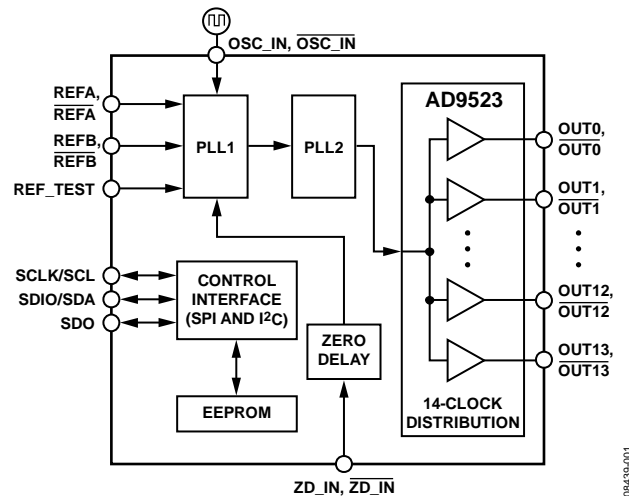 OSC_IN, OSC_IN
REFA,
REFA
REFB,
REFB
REF_TEST
PLL1
PLL2
AD9523
OUT0,
OUT0
OUT1,
OUT1
OUT12,
OUT12
OUT13,
OUT13
14-CLOCK
DISTRIBUTION
SCLK/SCL
SDIO/SDA
SDO
CONTROL
INTERFACE
(SPI AND I²C)
ZERO
DELAY
EEPROM
ZD_IN, ZD_IN
08439-001